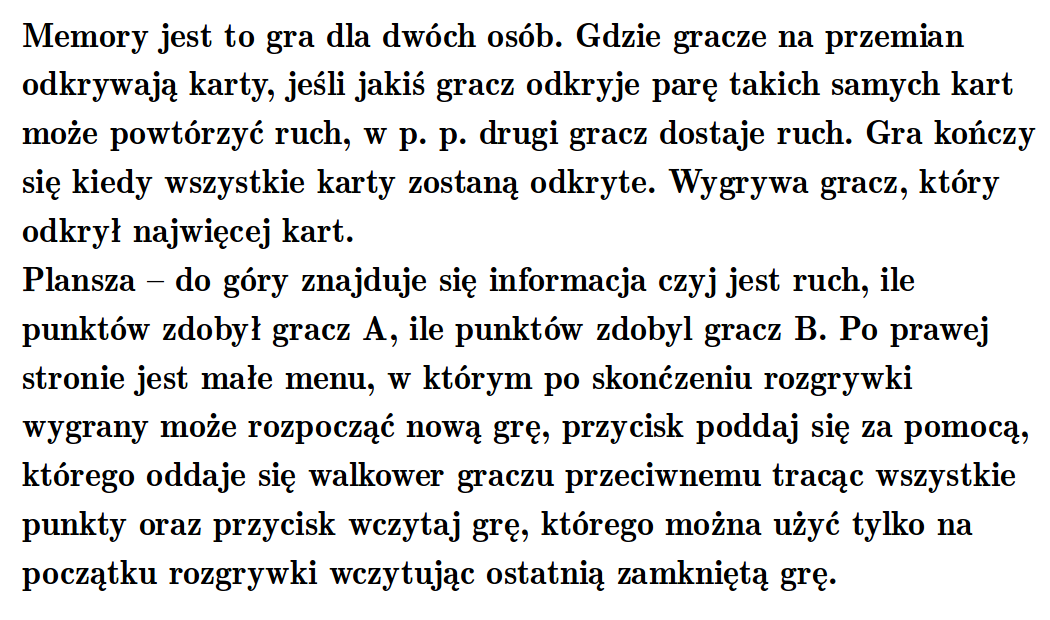 Memory jest to gra dla dwóch osób. Gdzie gracze na przemian
odkrywają karty, jeśli jakiś gracz odkryje parę takich samych kart
może powtórzyć ruch, w p. p. drugi gracz dostaje ruch. Gra kończy
się kiedy wszystkie karty zostaną odkryte. Wygrywa gracz, który
odkrył najwięcej kart.
Plansza – do góry znajduje się informacja czyj jest ruch, ile
punktów zdobył gracz A, ile punktów zdobyl gracz B. Po prawej
stronie jest małe menu, w którym po skonćzeniu rozgrywki
wygrany może rozpocząć nową grę, przycisk poddaj się za pomocą,
którego oddaje się walkower graczu przeciwnemu tracąc wszystkie
punkty oraz przycisk wczytaj grę, którego można użyć tylko na
początku rozgrywki wczytując ostatnią zamkniętą grę.